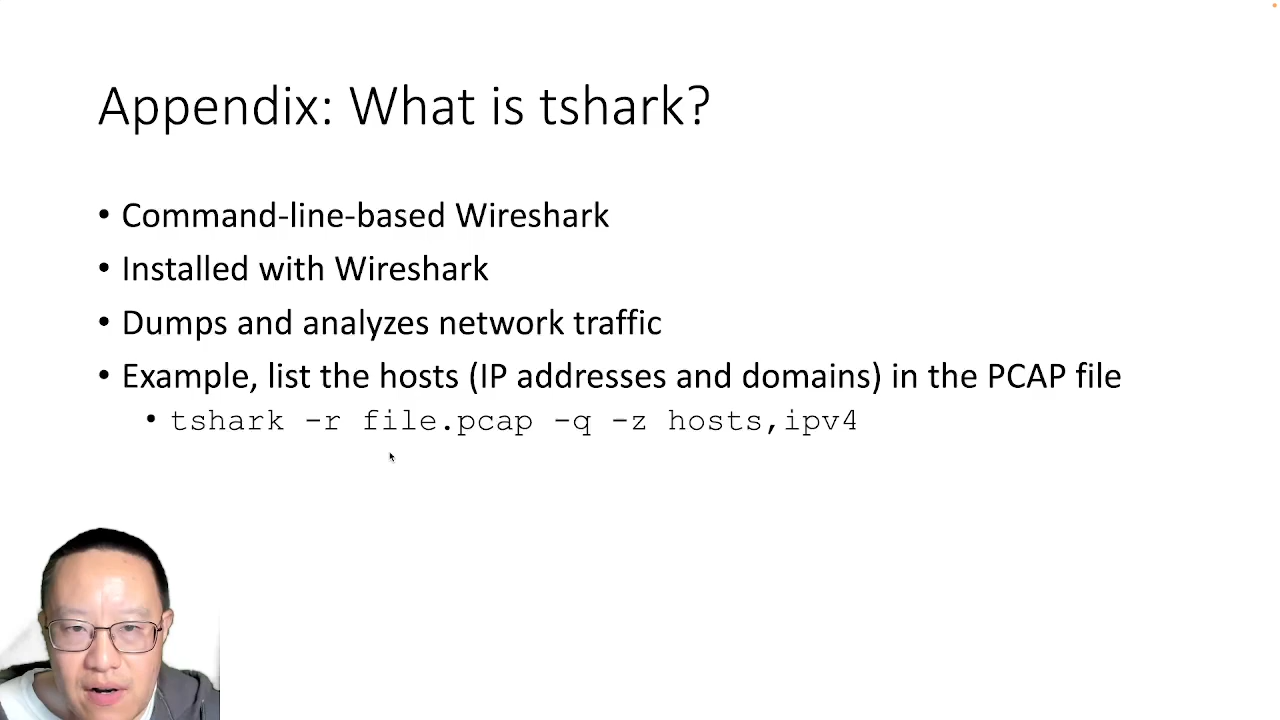 Appendix: What is tshark?
• Command-line-based Wireshark
• Installed with Wireshark
• Dumps and analyzes network traffic
• Example, list the hosts (IP addresses and domains) in the PCAP file
• tshark -r file.pcap -q -z hosts,ipv4